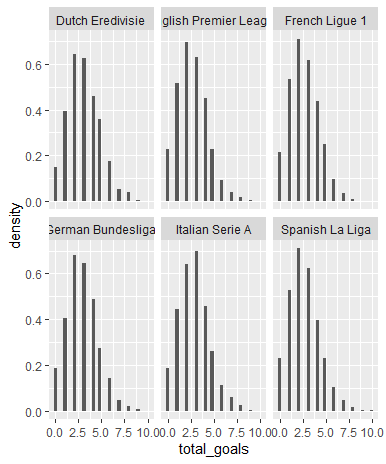 Dutch Eredivisie
glish Premier Leag
French Ligue 1
0.6
0.4
0.2
0.0
density
German Bundesliga
Italian Serie A
Spanish La Liga
0.6
0.4
0.2
0.0
0.0 2.5 5.0 7.5 10.0 0.0 2.5 5.0 7.5 10.0 0.0 2.5 5.0 7.5 10.0
total_goals